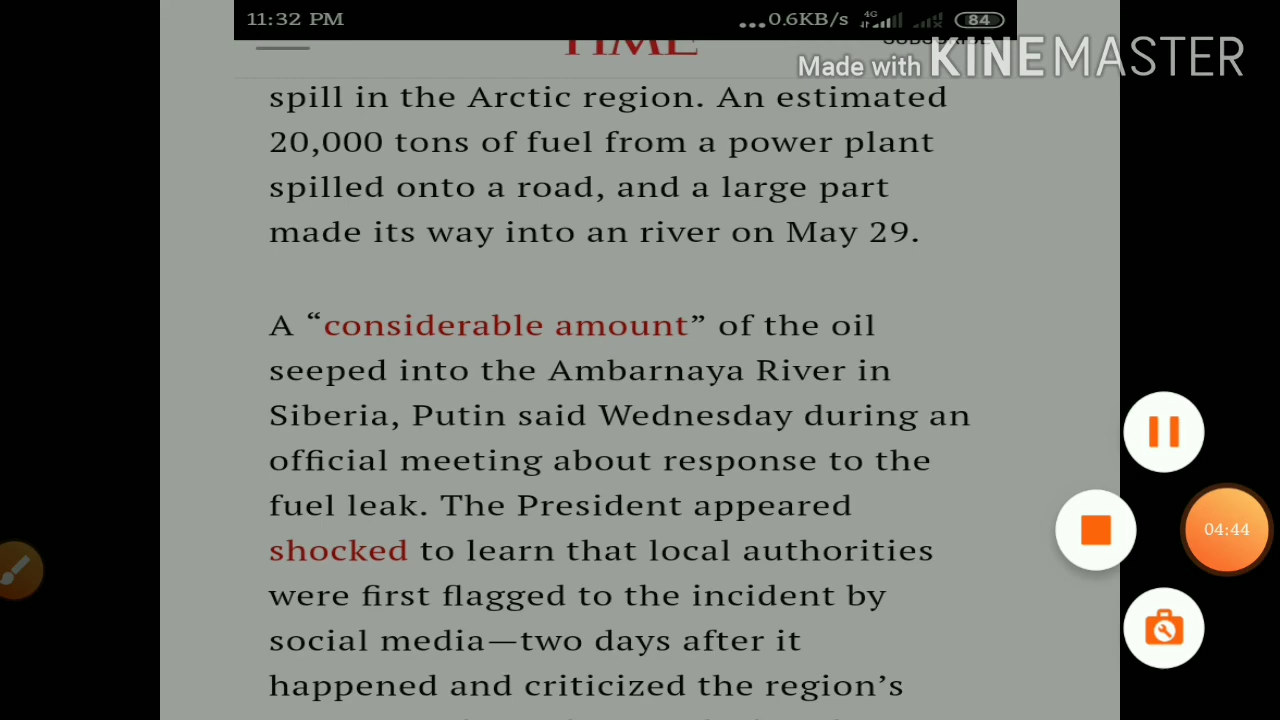 11:32 PM
...0.6KB/s 4G 84
TIME
SUBSCRIBE
Made with KINEMASTER
spill in the Arctic region. An estimated
20,000 tons of fuel from a power plant
spilled onto a road, and a large part
made its way into an river on May 29.
A “considerable amount” of the oil
seeped into the Ambarnaya River in
Siberia, Putin said Wednesday during an
official meeting about response to the
fuel leak. The President appeared
shocked to learn that local authorities
were first flagged to the incident by
social media—two days after it
happened and criticized the region’s
04:44